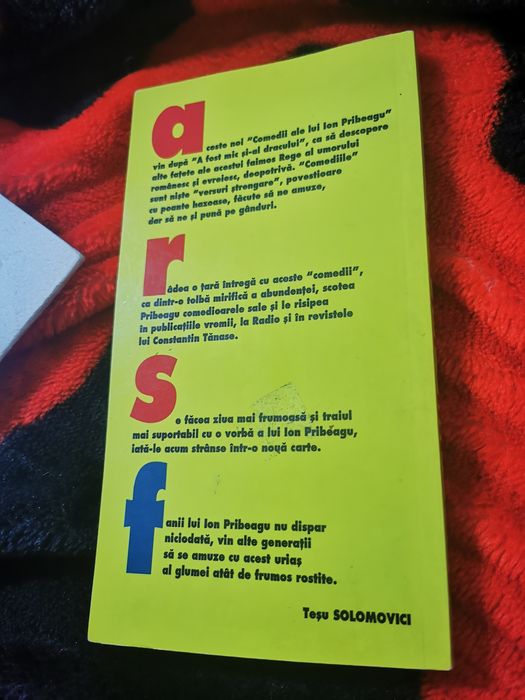 aceste noi "Comedii ale lui Ion Pribeagu"
vin după "A fost mic și-al dracului", ca să descopere
alte fațete ale acestui faimos Rege al umorului
românesc și evreiesc, deopotrivă. "Comediile"
sunt niște "versuri ștrengare", povestioare
cu poante hazease, făcute să ne amuze,
dar să ne și pună pe gânduri.
râdea o țară întregă cu aceste "comedii",
ca dintr-o tolbă mirifică a abundenței, scotea
Pribeagu comedioarele sale și le risipea
in publicațiile vremii, la Radio și în revistele
lui Constantin Tănase.
se făcea ziua mai frumoasă și traiul
mai suportabil cu o vorbă a lui Ion Pribeagu,
iată-le acum strânse într-o nouă carte.
fanii lui Ion Pribeagu nu dispar
niciodată, vin alte generații
să se amuze cu acest uriaș
al glumei atât de frumos rostite.
Teșu SOLOMOVICI